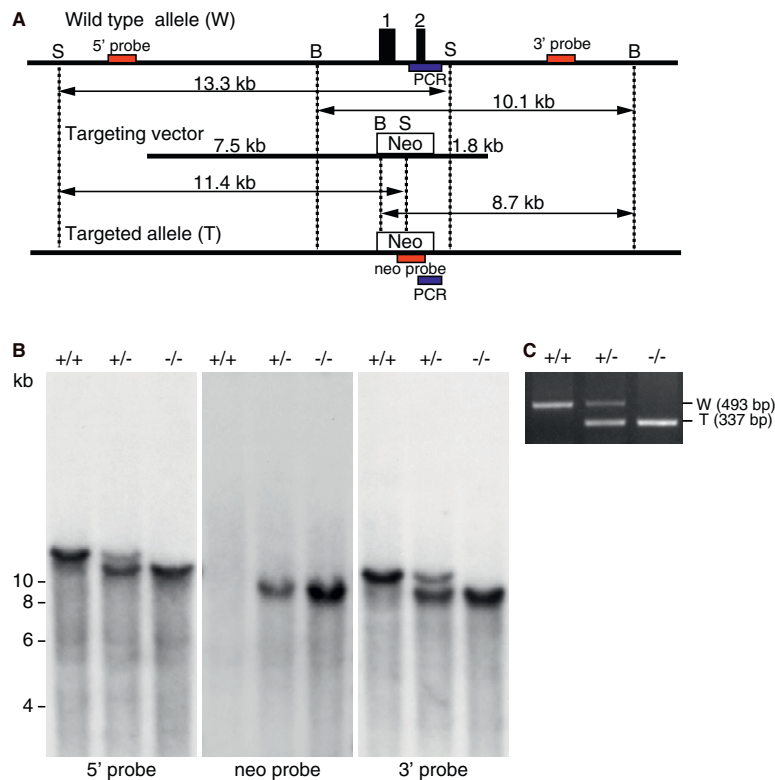 A Wild type allele (W)
1 2
S 5’ probe B S 3’ probe B
PCR
13.3 kb
10.1 kb
Targeting vector
B S
7.5 kb Neo 1.8 kb
11.4 kb
8.7 kb
Targeted allele (T)
Neo
neo probe
PCR
B +/+ +/- -/- +/+ +/- -/- +/+ +/- -/-
kb
10
8
6
4
5’ probe neo probe 3’ probe
C +/+ +/- -/-
W (493 bp)
T (337 bp)